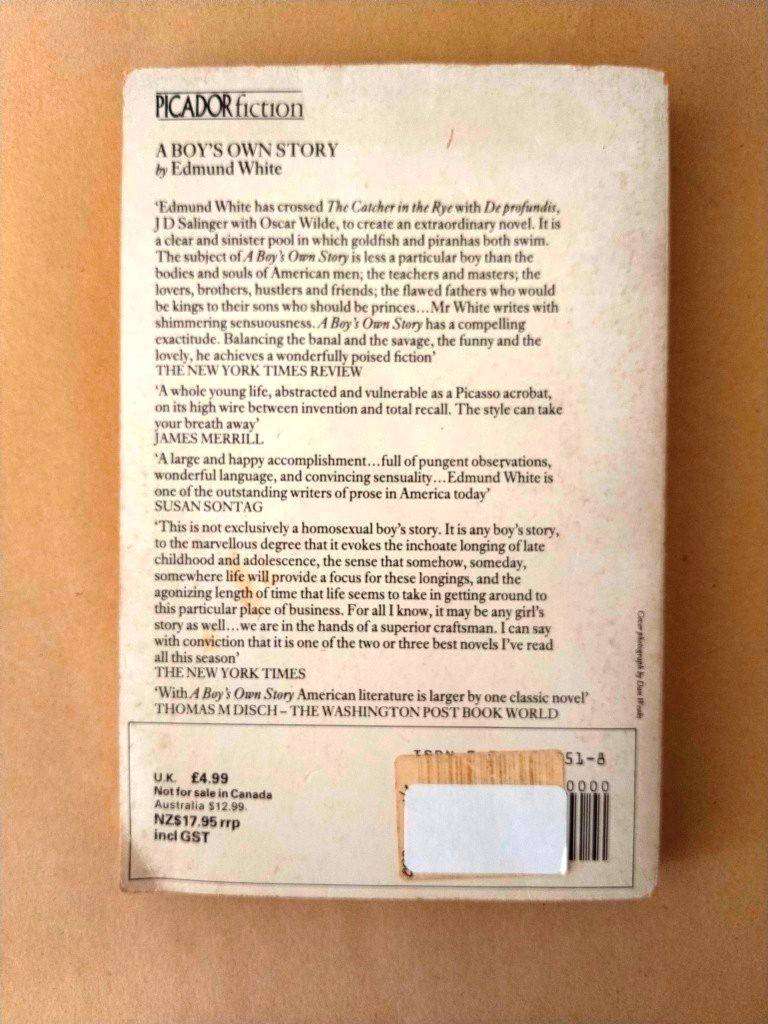 PICADOR fiction
A BOY'S OWN STORY
by Edmund White
'Edmund White has crossed The Catcher in the Rye with De profundis,
J D Salinger with Oscar Wilde, to create an extraordinary novel. It is
a clear and sinister pool in which goldfish and piranhas both swim.
The subject of A Boy's Own Story is less a particular boy than the
bodies and souls of American men; the teachers and masters; the
lovers, brothers, hustlers and friends; the flawed fathers who would
be kings to their sons who should be princes...Mr White writes with
shimmering sensuousness. A Boy's Own Story has a compelling
exactitude. Balancing the banal and the savage, the funny and the
lovely, he achieves a wonderfully poised fiction'
THE NEW YORK TIMES REVIEW
'A whole young life, abstracted and vulnerable as a Picasso acrobat,
on its high wire between invention and total recall. The style can take
your breath away'
JAMES MERRILL
'A large and happy accomplishment...full of pungent observations,
wonderful language, and convincing sensuality...Edmund White is
one of the outstanding writers of prose in America today'
SUSAN SONTAG
'This is not exclusively a homosexual boy's story. It is any boy's story,
to the marvellous degree that it evokes the inchoate longing of late
childhood and adolescence, the sense that somehow, someday,
somewhere life will provide a focus for these longings, and the
agonizing length of time that life seems to take in getting around to
this particular place of business. For all I know, it may be any girl's
story as well...we are in the hands of a superior craftsman. I can say
with conviction that it is one of the two or three best novels I've read
all this season'
THE NEW YORK TIMES
'With A Boy's Own Story American literature is larger by one classic novel'
THOMAS M DISCH – THE WASHINGTON POST BOOK WORLD
Cover photograph by Dan
51-8
0000
U.K. £4.99
Not for sale in Canada
Australia $12.99.
NZ$17.95 rrp
incl GST